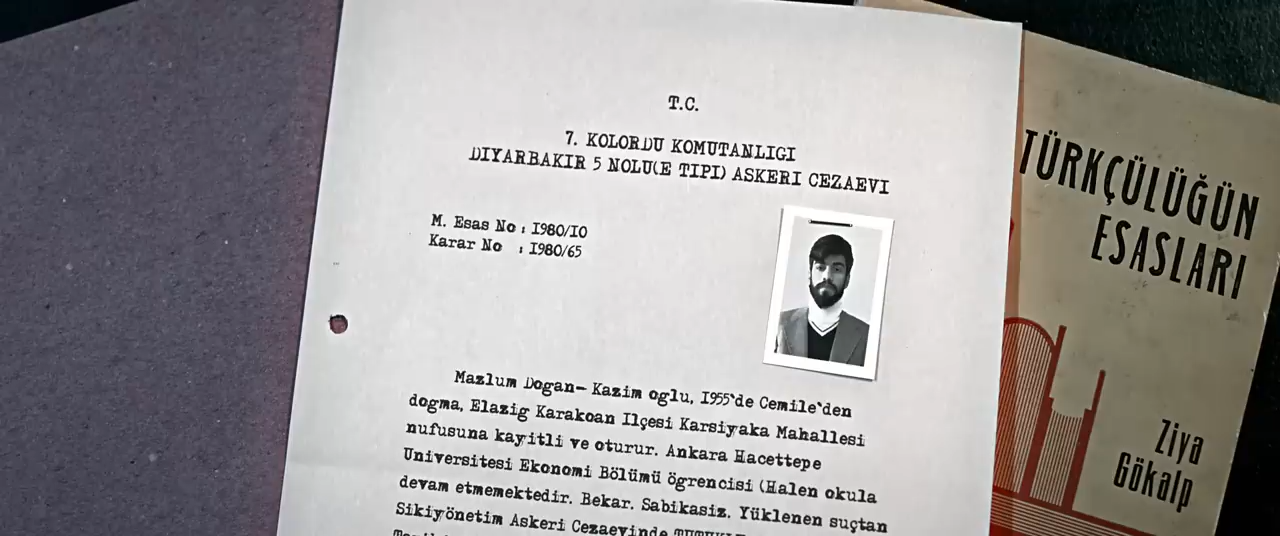 T.C.
7. KOLORDU KOMUTANLIGI
DIYARBAKIR 5 NOLU(E TIPI) ASKERI CEZAEVI
M. Esas No : I980/IO
Karar No : I980/65
Mazlum Dogan- Kazim oglu, I955'de Cemile'den
dogma, Elazig Karakoan Ilçesi Karsiyaka Mahallesi
nufusuna kayitli ve oturur. Ankara Hacettepe
Universitesi Ekonomi Bölümü ögrencisi (Halen okula
devam etmemektedir. Bekar. Sabikasiz. Yüklenen suçtan
Sikiyönetim Askeri Cezaevinde
TÜRKÇÜLÜĞÜN
ESASLARI
Ziya
Gökalp